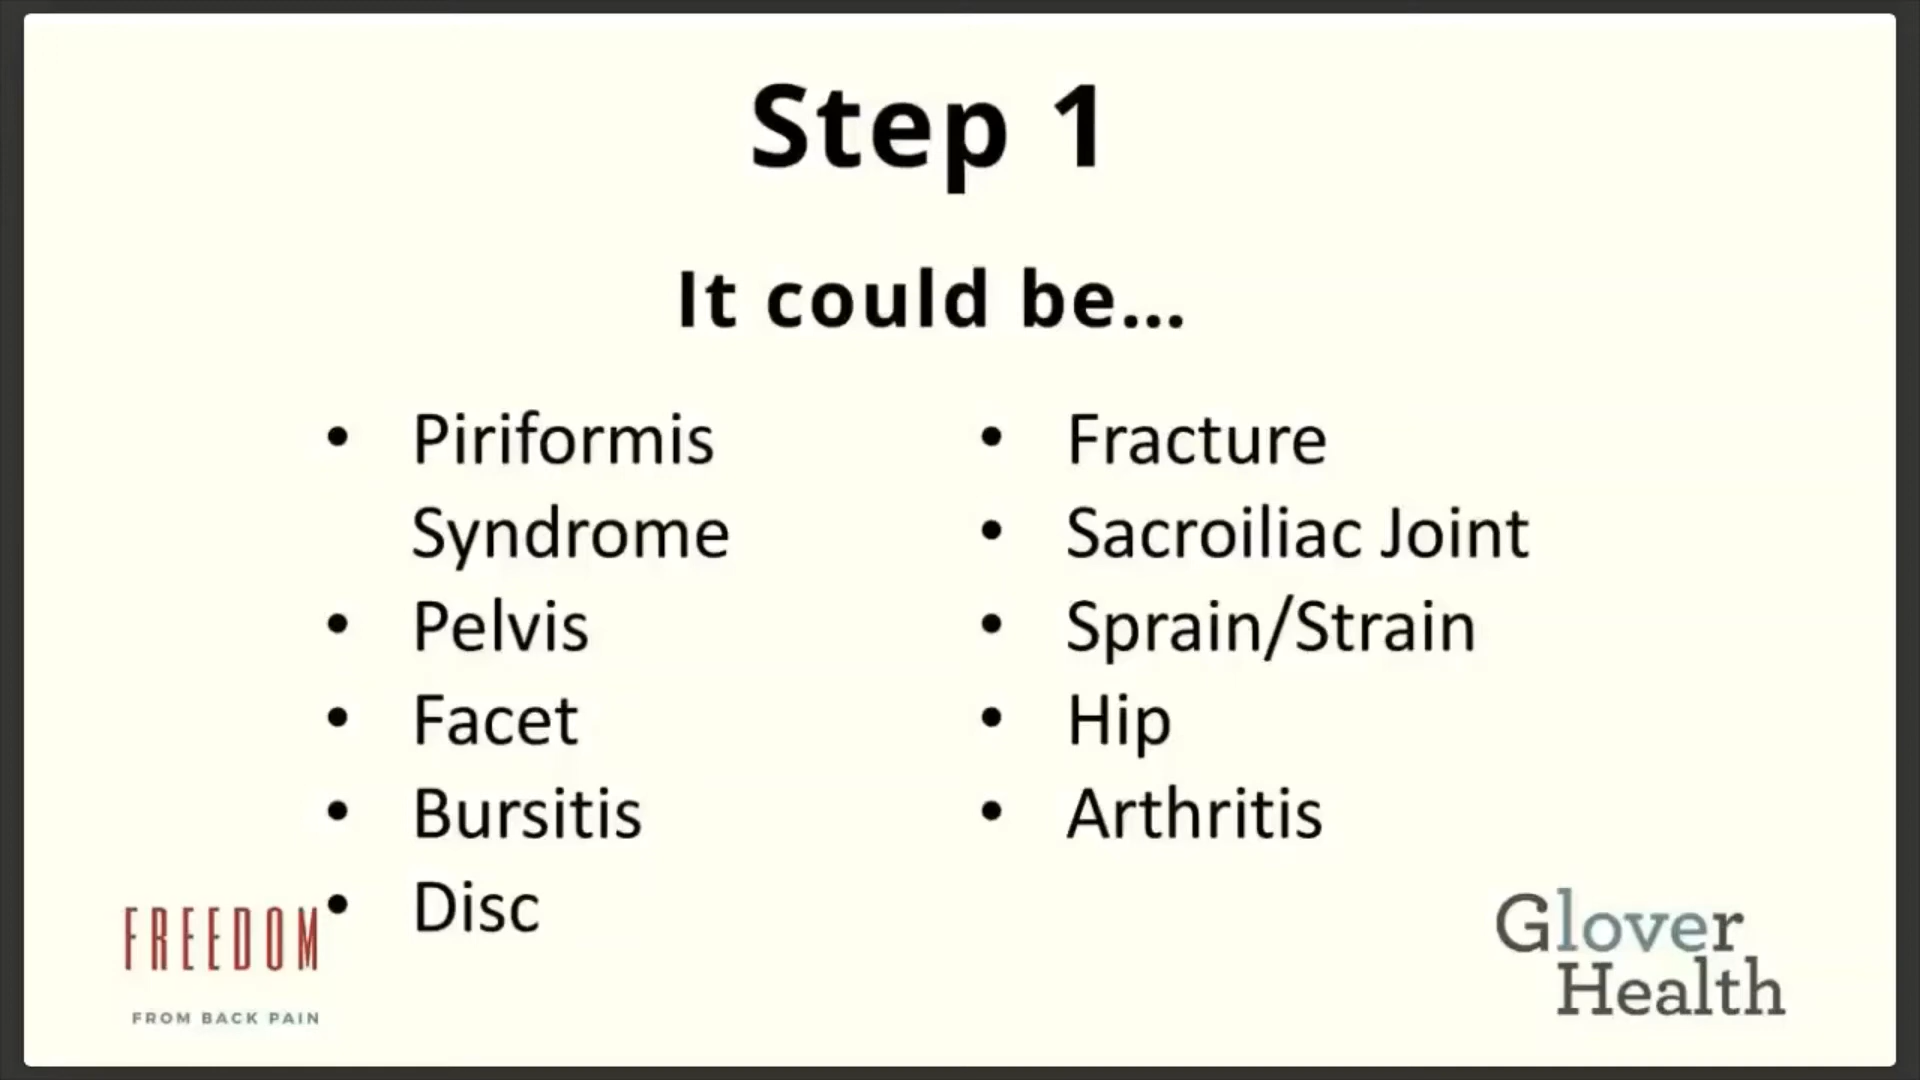 Step 1
It could be...
• Piriformis
Syndrome
• Pelvis
• Facet
• Bursitis
• Disc
• Fracture
• Sacroiliac Joint
• Sprain/Strain
• Hip
• Arthritis
FREEDOM
FROM BACK PAIN
Glover
Health